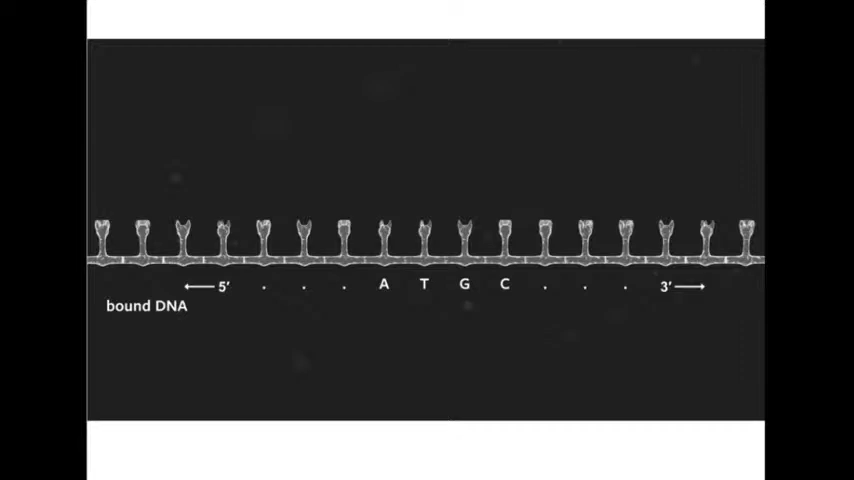 ← 5′ . . . A T G C . . . 3′ →
bound DNA